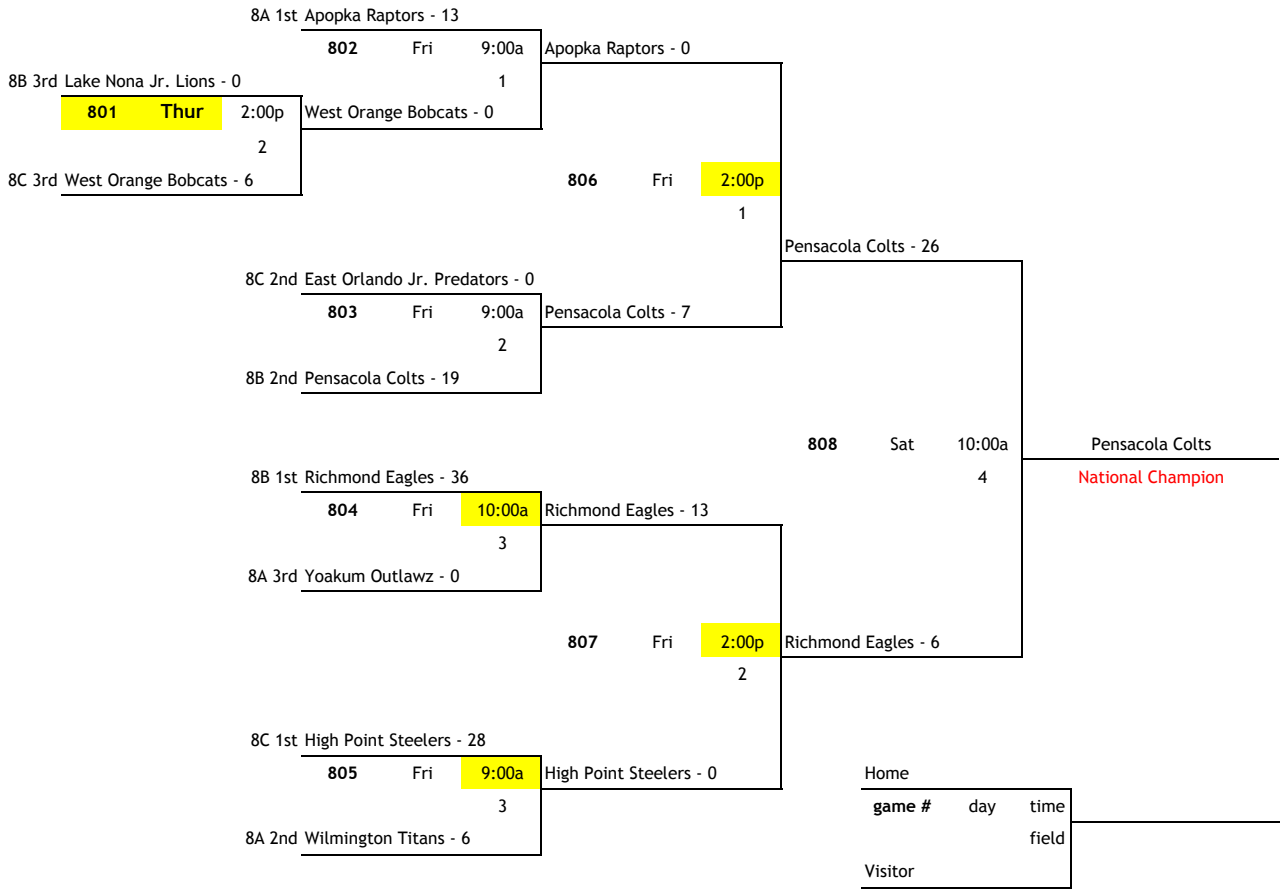 8A 1st Apopka Raptors - 13
802 Fri 9:00a Apopka Raptors - 0
8B 3rd Lake Nona Jr. Lions - 0 1
801 Thur 2:00p West Orange Bobcats - 0
2
8C 3rd West Orange Bobcats - 6 806 Fri 2:00p
1
Pensacola Colts - 26
8C 2nd East Orlando Jr. Predators - 0
803 Fri 9:00a Pensacola Colts - 7
2
8B 2nd Pensacola Colts - 19
808 Sat 10:00a Pensacola Colts
8B 1st Richmond Eagles - 36 4 National Champion
804 Fri 10:00a Richmond Eagles - 13
3
8A 3rd Yoakum Outlawz - 0
807 Fri 2:00p Richmond Eagles - 6
2
8C 1st High Point Steelers - 28
805 Fri 9:00a High Point Steelers - 0 Home
3 game # day time
8A 2nd Wilmington Titans - 6 field
Visitor